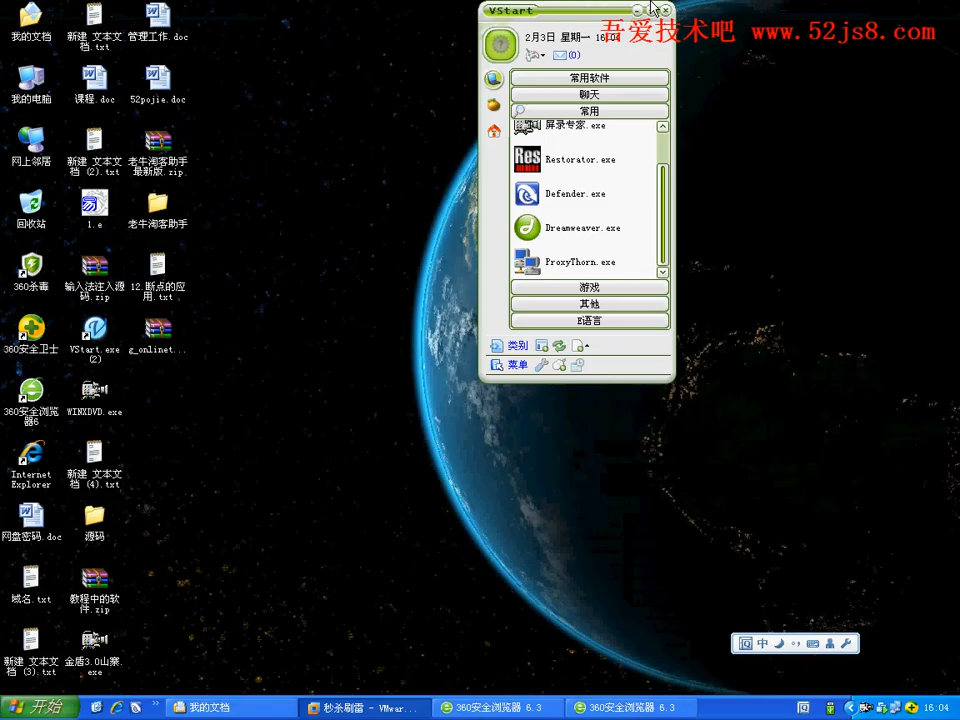 我的文档
新建 文本文
档.txt
管理工作.doc
我的电脑
课程.doc
52pojie.doc
网上邻居
新建 文本文
档 (2).txt
老牛淘客助手
最新版.zip
回收站
1.e
老牛淘客助手
360杀毒
输入法注入源
码.zip
12.断点的应
用.txt
360安全卫士
VStart.exe
(2)
g_onlinet...
360安全浏览
器6
WINXDVD.exe
Internet
Explorer
新建 文本文
档 (4).txt
网盘密码.doc
源码
域名.txt
教程中的软
件.zip
新建 文本文
档 (3).txt
金盾3.0山寨.
exe
VStart
吾爱技术吧 www.52js8.com
2月3日 星期一 16:04
(0)
常用软件
聊天
常用
屏录专家.exe
Res
Restorator.exe
Defender.exe
Dreamweaver.exe
ProxyThorn.exe
游戏
其他
E语言
类别
菜单
中
开始
我的文档
秒杀刷雷 - VMwar...
360安全浏览器 6.3
360安全浏览器 6.3
16:04